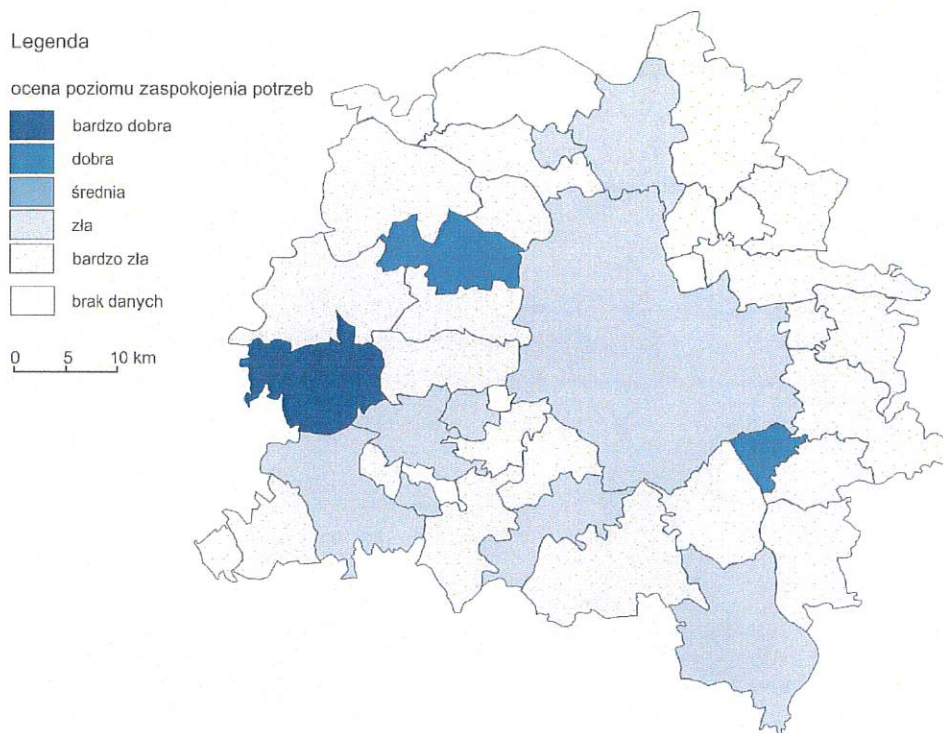 Legenda
ocena poziomu zaspokojenia potrzeb
bardzo dobra
dobra
średnia
zła
bardzo zła
brak danych
0 5 10 km